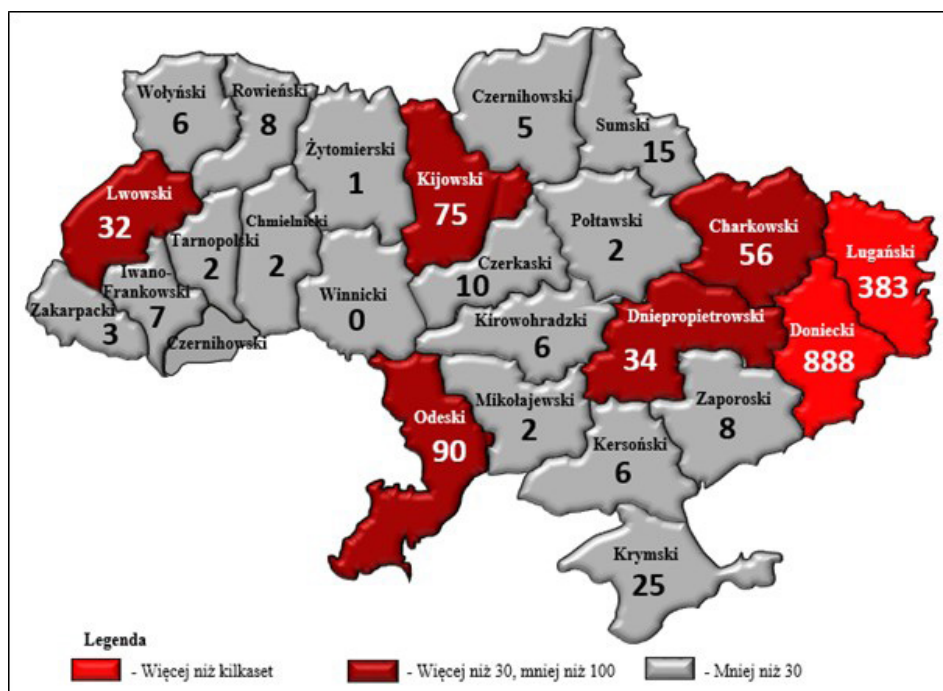 Wołyński
6
Rowieński
8
Żytomierski
1
Kijowski
75
Czernihowski
5
Sumski
15
Lwowski
32
Tarnopolski
2
Chmielnicki
2
Iwano-
Frankowski
7
Zakarpacki
3
Czernihowski
Winnicki
0
Czerkaski
10
Połtawski
2
Charkowski
56
Lugański
383
Doniecki
888
Dniepropietrowski
34
Kirowohradzki
6
Odeski
90
Mikołajewski
2
Kersoński
6
Zaporoski
8
Krymski
25
Legenda
- Więcej niż kilkaset
- Więcej niż 30, mniej niż 100
- Mniej niż 30